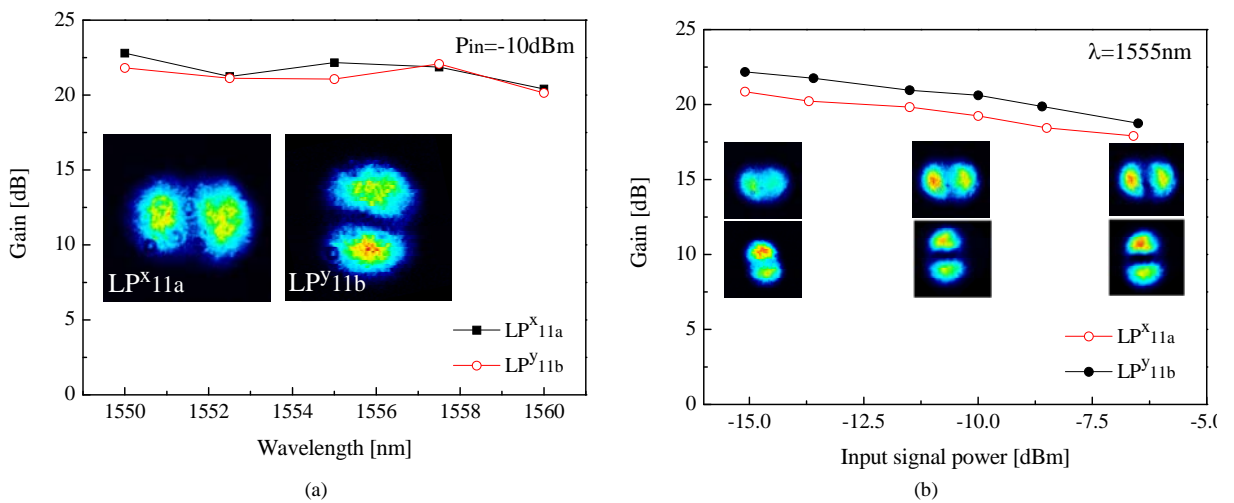 25
20
15
10
5
0
Gain [dB]
Pin=-10dBm
LPx11a
LPy11b
LPx11a
LPy11b
1550 1552 1554 1556 1558 1560
Wavelength [nm]
(a)
25
20
15
10
5
0
Gain [dB]
λ=1555nm
LPx11a
LPy11b
-15.0 -12.5 -10.0 -7.5 -5.0
Input signal power [dBm]
(b)